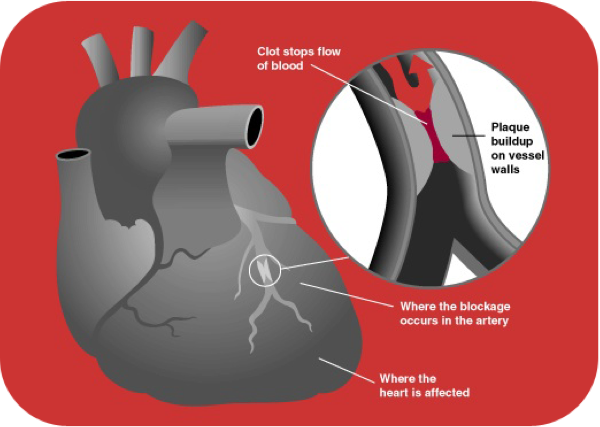 Clot stops flow
of blood
Plaque
buildup
on vessel
walls
Where the blockage
occurs in the artery
Where the
heart is affected